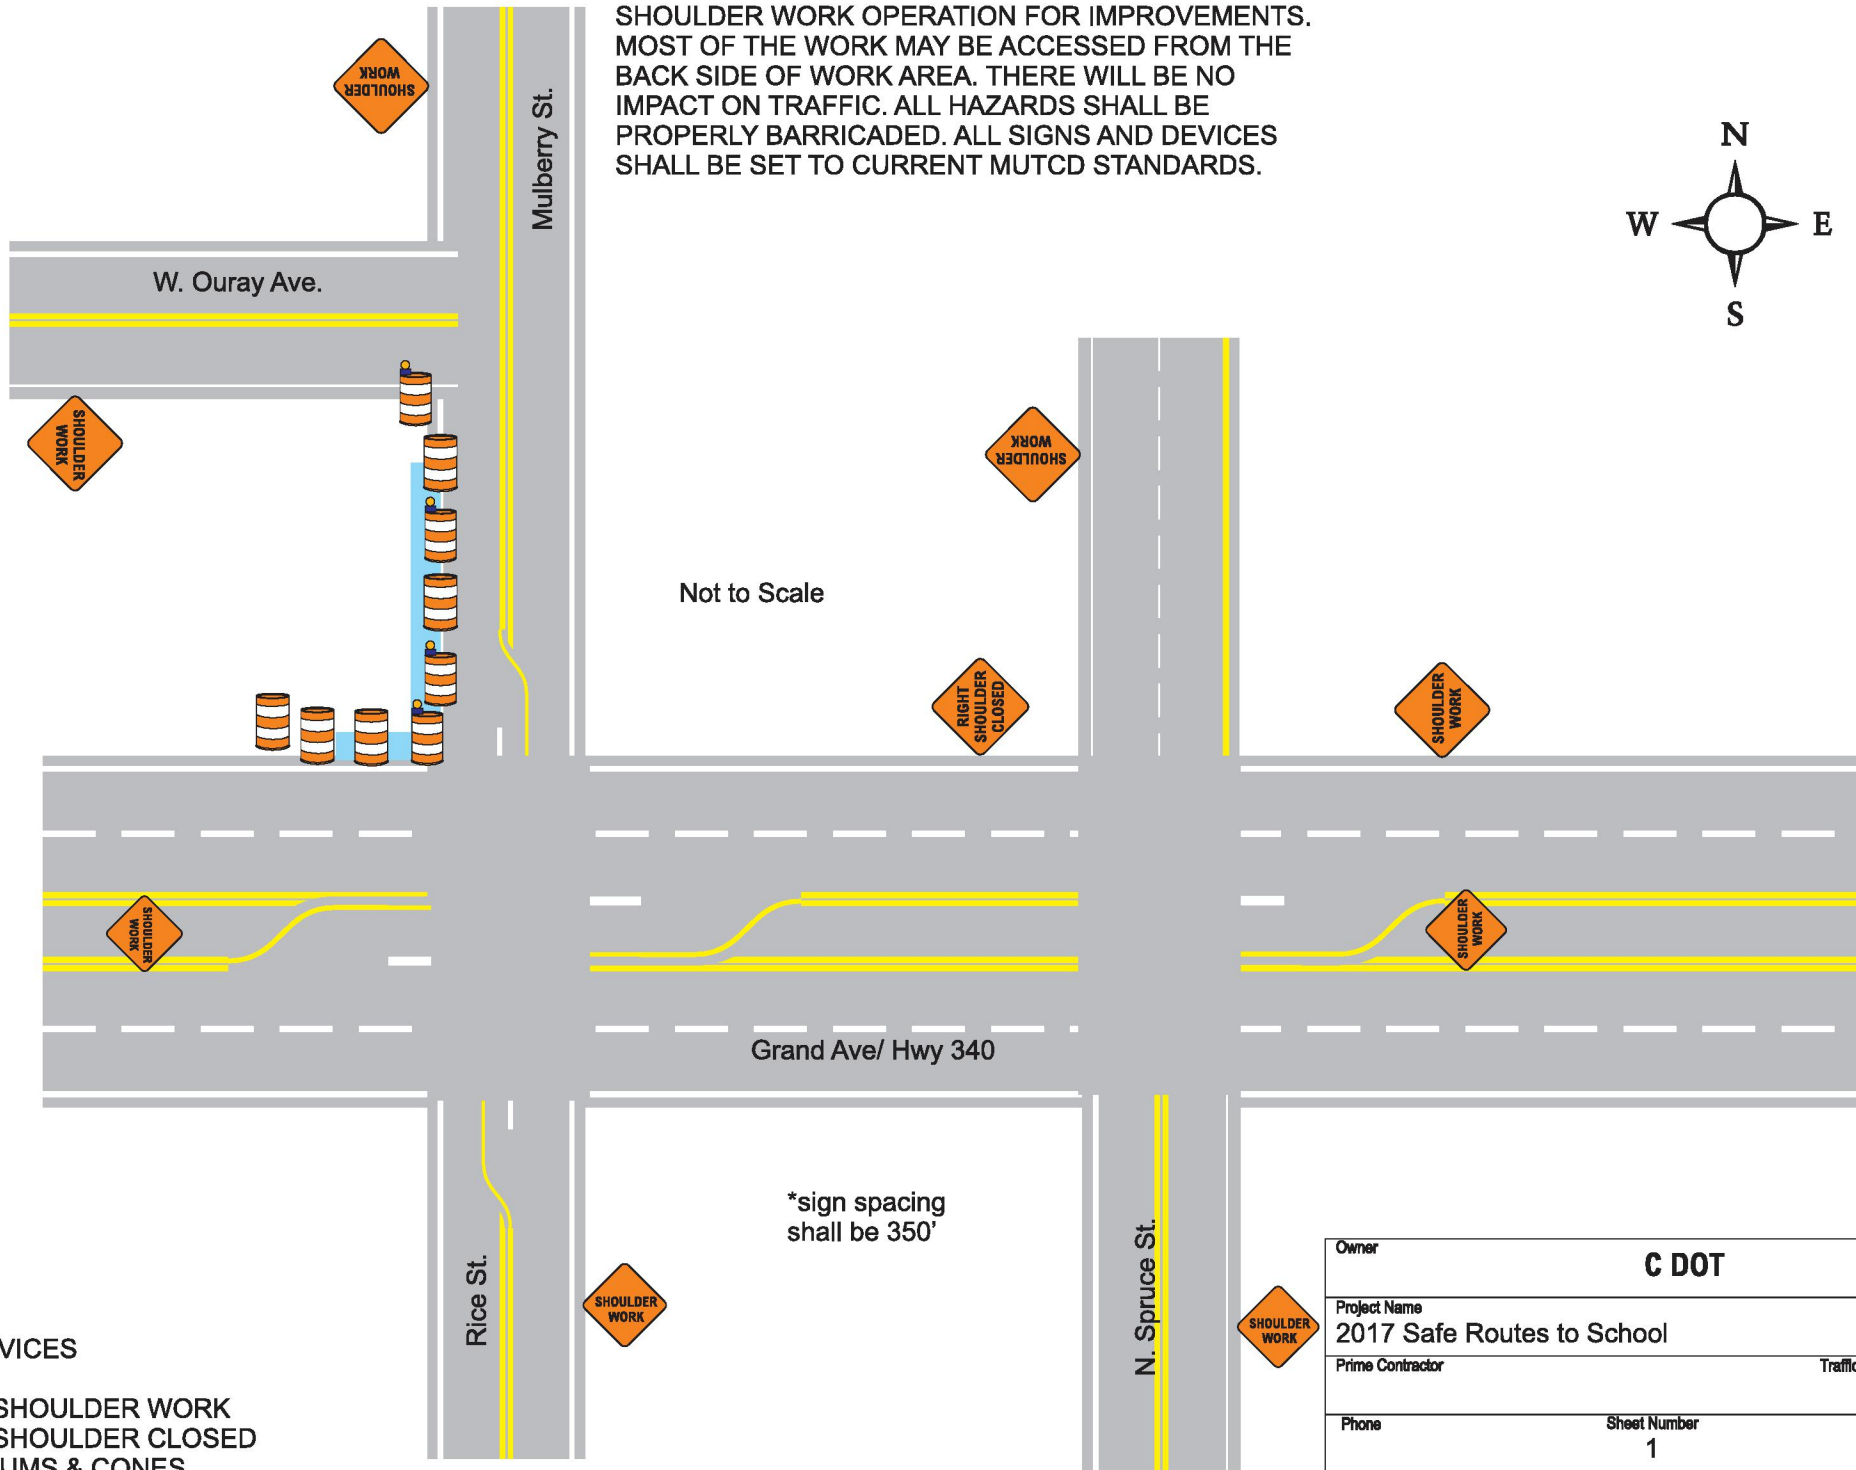 SHOULDER WORK OPERATION FOR IMPROVEMENTS.
MOST OF THE WORK MAY BE ACCESSED FROM THE
BACK SIDE OF WORK AREA. THERE WILL BE NO
IMPACT ON TRAFFIC. ALL HAZARDS SHALL BE
PROPERLY BARRICADED. ALL SIGNS AND DEVICES
SHALL BE SET TO CURRENT MUTCD STANDARDS.
SHOULDER
WORK
Mulberry St.
N
W
E
S
W. Ouray Ave.
SHOULDER
WORK
SHOULDER
WORK
Not to Scale
RIGHT
SHOULDER
CLOSED
SHOULDER
WORK
SHOULDER
WORK
SHOULDER
WORK
Grand Ave/ Hwy 340
*sign spacing
shall be 350'
Rice St.
SHOULDER
WORK
N. Spruce St.
SHOULDER
WORK
Owner
C DOT
Project Name
2017 Safe Routes to School
Prime Contractor
Traffic
Phone
Sheet Number
1
VICES
SHOULDER WORK
SHOULDER CLOSED
UMS & CONES